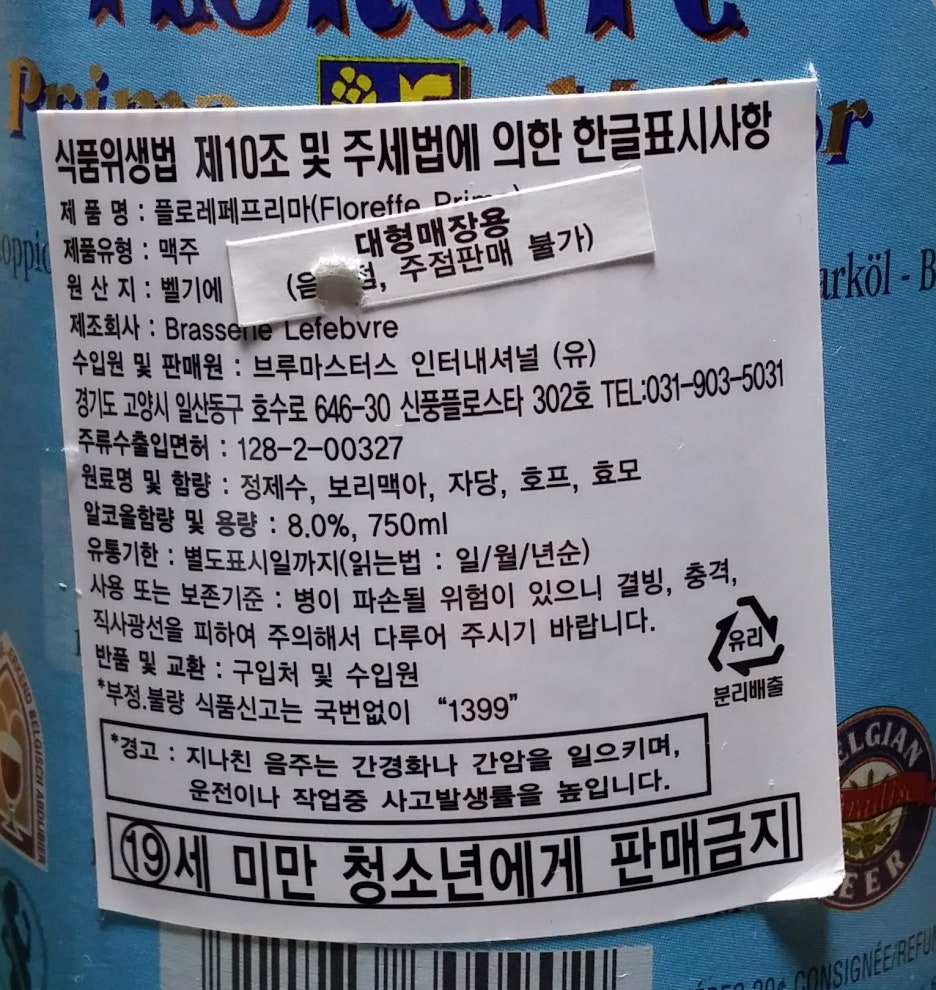 식품위생법 제10조 및 주세법에 의한 한글표시사항
제 품 명 : 플로레페프리마(Floreffe Prima
대형매장용
제품유형 : 맥주
주점판매 불가)
원 산 지 : 벨기에
제조회사 : Brasserie Lefebvre
수입원 및 판매원 : 브루마스터스 인터내셔널 (유)
경기도 고양시 일산동구 호수로 646-30 신풍플로스타 302호 TEL:031-903-5031
주류수출입면허 : 128-2-00327
원료명 및 함량 : 정제수, 보리맥아, 자당, 호프, 효모
알코올함량 및 용량 : 8.0%, 750ml
유통기한 : 별도표시일까지(읽는법 : 일/월/년순)
사용 또는 보존기준 : 병이 파손될 위험이 있으니 결빙, 충격,
직사광선을 피하여 주의해서 다루어 주시기 바랍니다.
유리
반품 및 교환 : 구입처 및 수입원
분리배출
*부정.불량 식품신고는 국번없이 “1399”
*경고 : 지나친 음주는 간경화나 간암을 일으키며,
운전이나 작업중 사고발생률을 높입니다.
19세 미만 청소년에게 판매금지
BELGIAN
BEER
CONSIGNÉE/REFU